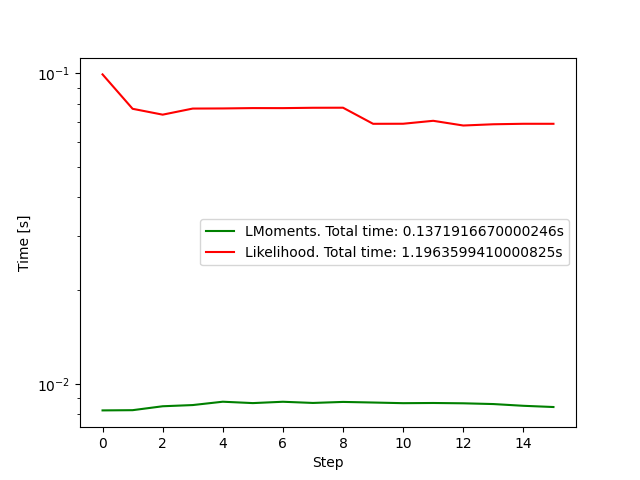 10⁻¹
Time [s]
LMoments. Total time: 0.1371916670000246s
Likelihood. Total time: 1.1963599410000825s
10⁻²
0 2 4 6 8 10 12 14
Step